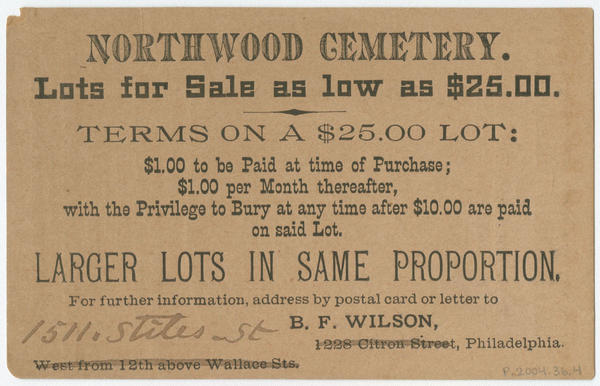 NORTHWOOD CEMETERY.
Lots for Sale as low as $25.00.
TERMS ON A $25.00 LOT:
$1.00 to be Paid at time of Purchase;
$1.00 per Month thereafter,
with the Privilege to Bury at any time after $10.00 are paid
on said Lot.
LARGER LOTS IN SAME PROPORTION.
For further information, address by postal card or letter to
B. F. WILSON,
1511. Stiles St
1228 Citron Street, Philadelphia.
West from 12th above Wallace Sts.
P.2004.36.4